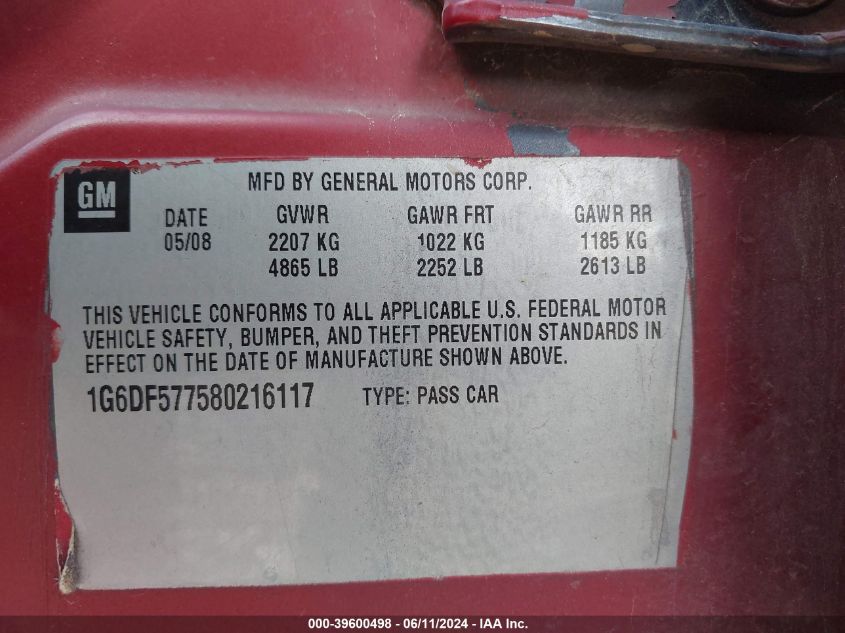 GM
MFD BY GENERAL MOTORS CORP.
DATE GVWR GAWR FRT GAWR RR
05/08 2207 KG 1022 KG 1185 KG
4865 LB 2252 LB 2613 LB
THIS VEHICLE CONFORMS TO ALL APPLICABLE U.S. FEDERAL MOTOR
VEHICLE SAFETY, BUMPER, AND THEFT PREVENTION STANDARDS IN
EFFECT ON THE DATE OF MANUFACTURE SHOWN ABOVE.
1G6DF577580216117 TYPE: PASS CAR
000-39600498 - 06/11/2024 - IAA Inc.